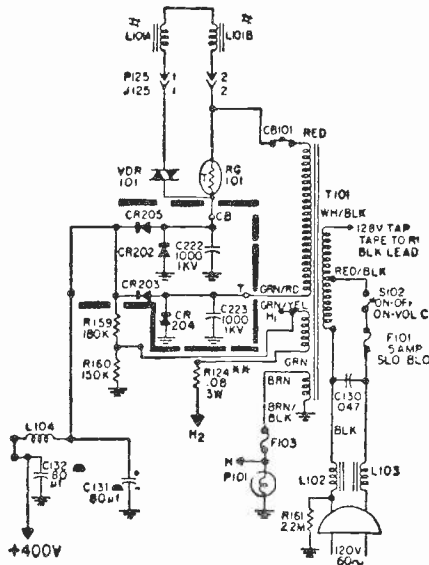 #
L101A
#
L101B
P125 1
J125 1
2
2
CB101
RED
VDR
101
RG
101
T
T101
WH/BLK
128V TAP
TAPE TO R1
BLK LEAD
CR205
C8
CR202
C222
1000
1KV
RED/BLK
S102
ON-OFF
ON-VOL C
CR203
T
GRN/RD
GRN/YEL
H1
CR
204
C223
1000
1KV
F101
5 AMP
SLO BLO
R159
180K
R160
150K
R124 **
.08
3W
GRN
BRN
BRN/
BLK
C130
.047
BLK
H2
L104
F103
H
P101
C132
80
µf
C131
80µf
+
L102
L103
R161
2.2M
+400V
120V
60~